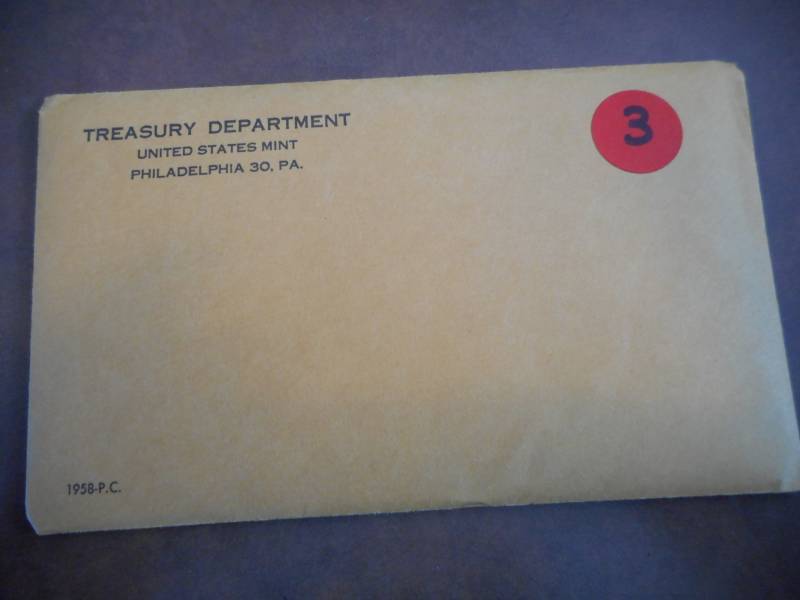 TREASURY DEPARTMENT
UNITED STATES MINT
PHILADELPHIA 30, PA.
3
1958-P.C.